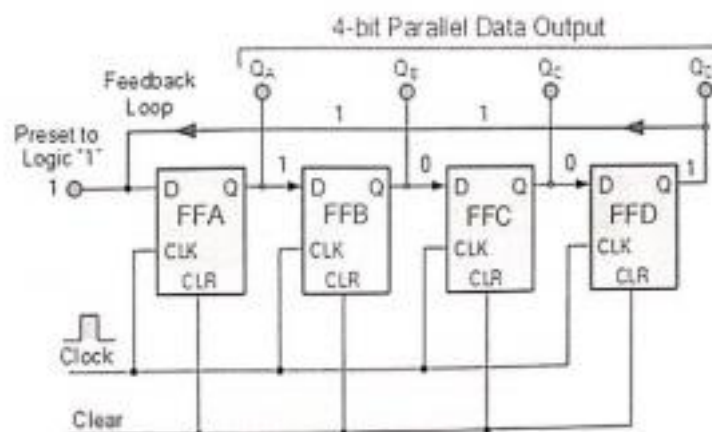 4-bit Parallel Data Output
QA QB QC QD
Feedback
Loop
1 1
Preset to
Logic "1"
1
1 0 0 1
D Q D Q D Q D Q
FFA FFB FFC FFD
CLK CLK CLK CLK
CLR CLR CLR CLR
Clock
Clear